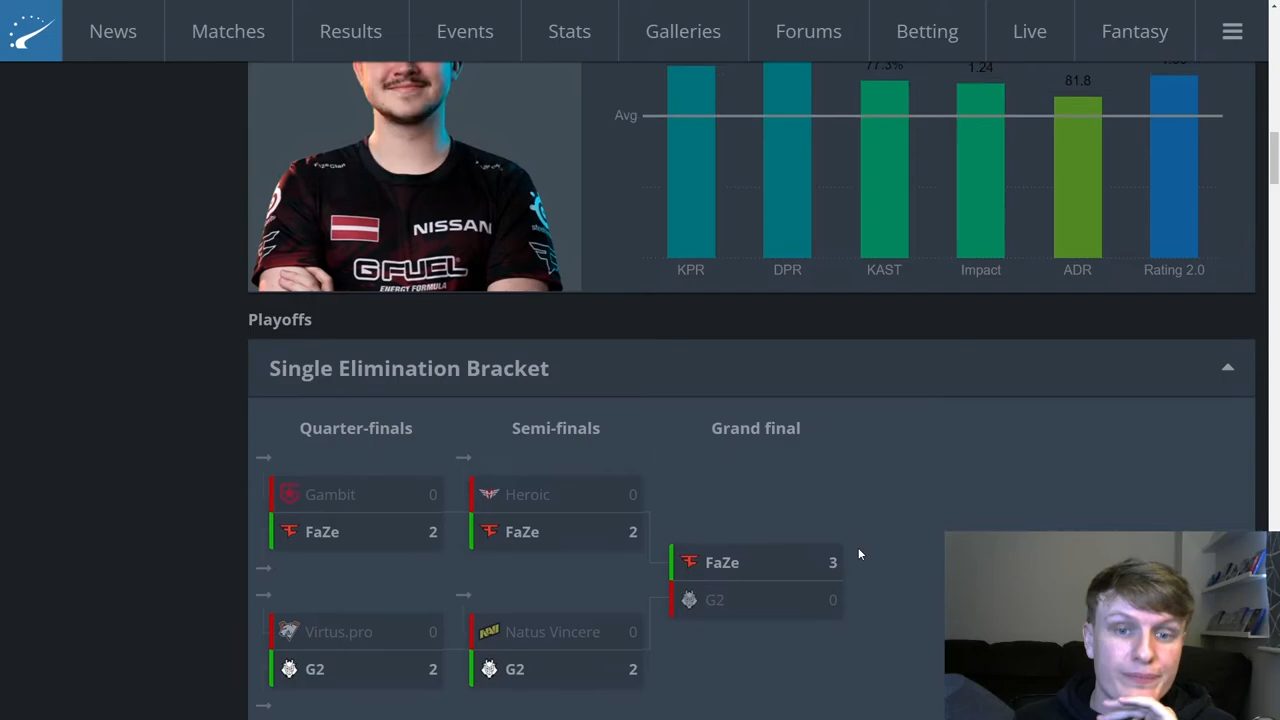 News Matches Results Events Stats Galleries Forums Betting Live Fantasy
77.3% 1.24 81.8
Avg
NISSAN
G FUEL
ENERGY FORMULA
KPR DPR KAST Impact ADR Rating 2.0
Playoffs
Single Elimination Bracket
Quarter-finals Semi-finals Grand final
Gambit 0 Heroic 0
FaZe 2 FaZe 2
FaZe 3
G2 0
Virtus.pro 0 Natus Vincere 0
G2 2 G2 2